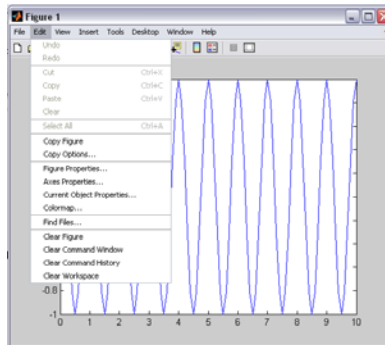 Figure 1
File Edit View Insert Tools Desktop Window Help
Undo
Redo
Cut Ctrl+X
Copy Ctrl+C
Paste Ctrl+V
Clear
Select All Ctrl+A
Copy Figure
Copy Options...
Figure Properties...
Axes Properties...
Current Object Properties...
Colormap...
Find Files...
Clear Figure
Clear Command Window
Clear Command History
Clear Workspace
-0.8
-1
0 1 2 3 4 5 6 7 8 9 10